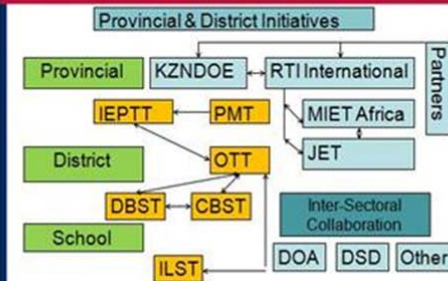 Provincial & District Initiatives
Provincial
KZNDOE
RTI International
Partners
IEPTT
PMT
MIET Africa
JET
District
OTT
DBST
CBST
Inter-Sectoral
Collaboration
School
DOA
DSD
Other
ILST